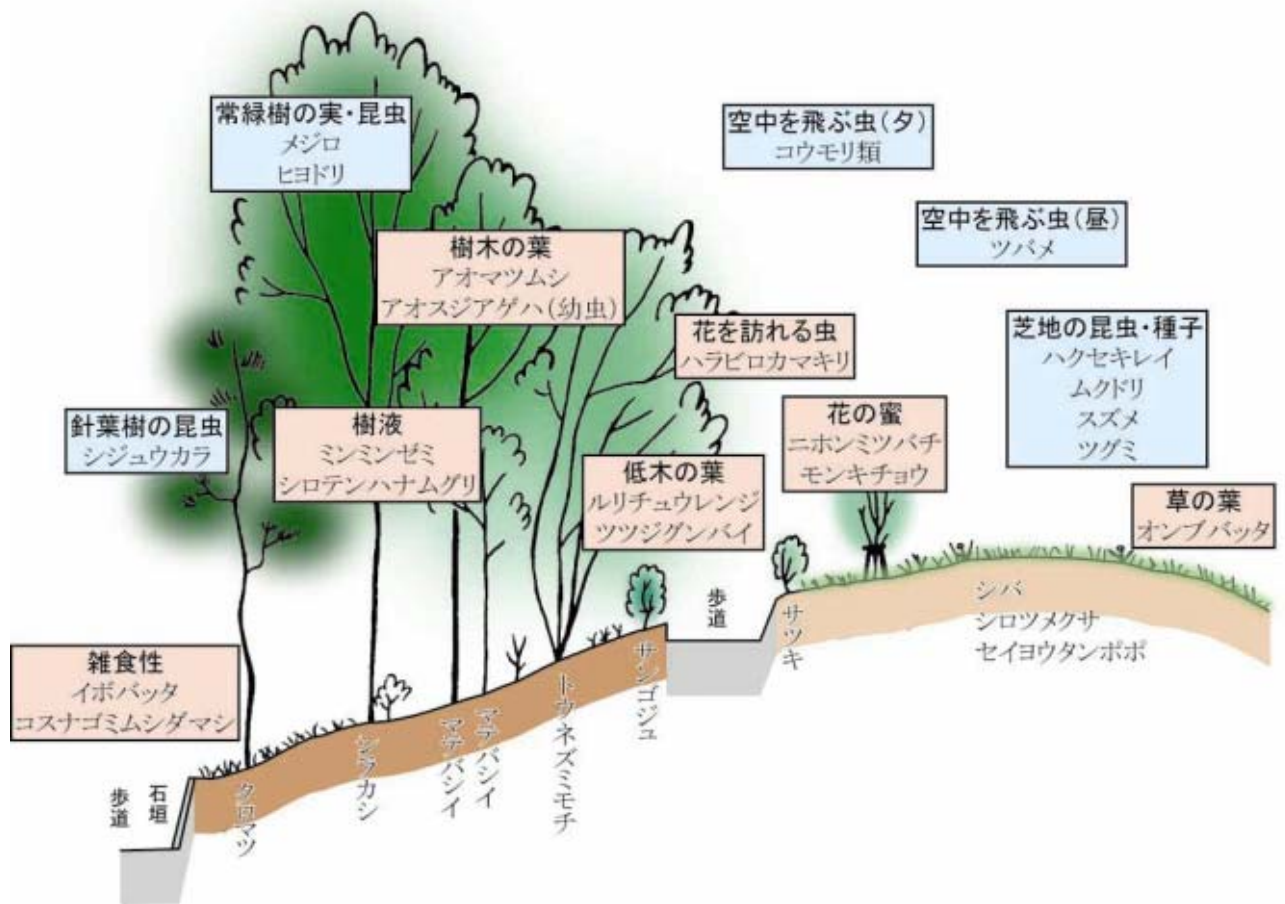 常緑樹の実・昆虫
メジロ
ヒヨドリ
空中を飛ぶ虫(夕)
コウモリ類
空中を飛ぶ虫(昼)
ツバメ
樹木の葉
アオマツムシ
アオスジアゲハ(幼虫)
花を訪れる虫
ハラビロカマキリ
芝地の昆虫・種子
ハクセキレイ
ムクドリ
スズメ
ツグミ
針葉樹の昆虫
シジュウカラ
樹液
ミンミンゼミ
シロテンハナムグリ
花の蜜
ニホンミツバチ
モンキチョウ
低木の葉
ルリチュウレンジ
ツツジグンバイ
草の葉
オンブバッタ
雑食性
イボバッタ
コスナゴミムシダマシ
歩道
石垣
クロマツ
シラカシ
マテバシイ
マテバシイ
トウネズミモチ
サンゴジュ
歩道
サツキ
シバ
シロツメクサ
セイヨウタンポポ